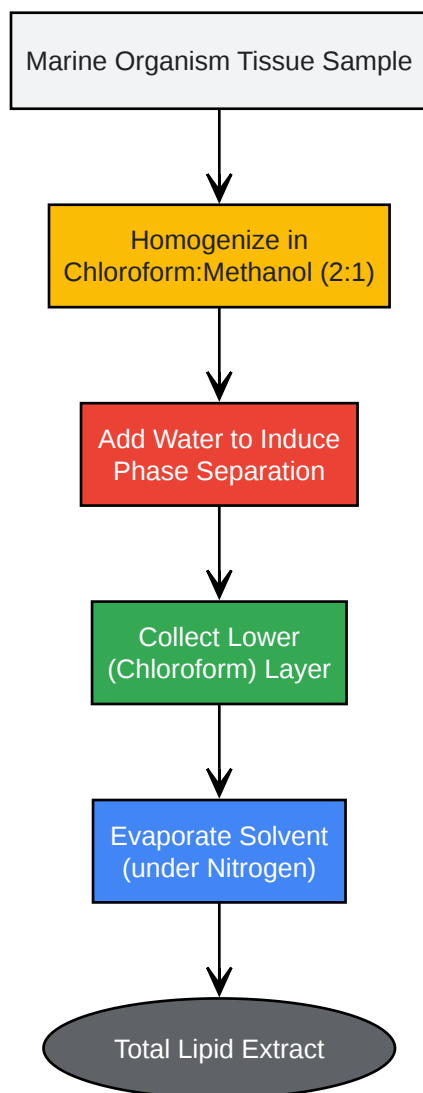 Marine Organism Tissue Sample
Homogenize in
Chloroform:Methanol (2:1)
Add Water to Induce
Phase Separation
Collect Lower
(Chloroform) Layer
Evaporate Solvent
(under Nitrogen)
Total Lipid Extract